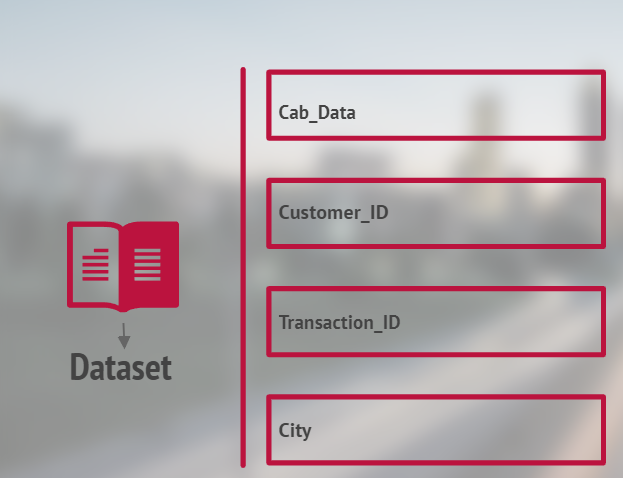 Dataset
Cab_Data
Customer_ID
Transaction_ID
City